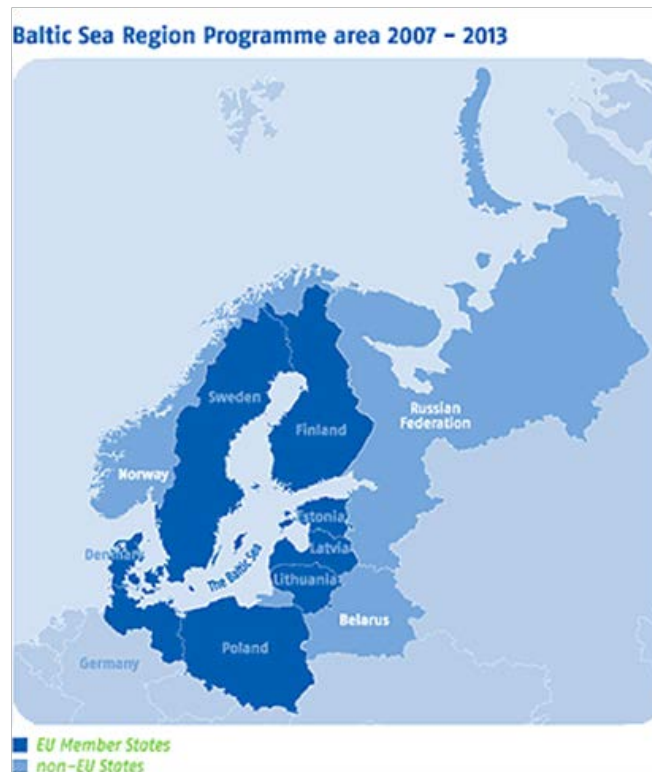 Baltic Sea Region Programme area 2007 – 2013
Sweden
Finland
Russian
Federation
Norway
Estonia
Denmark
Latvia
The Baltic Sea
Lithuania
Belarus
Poland
Germany
EU Member States
non-EU States